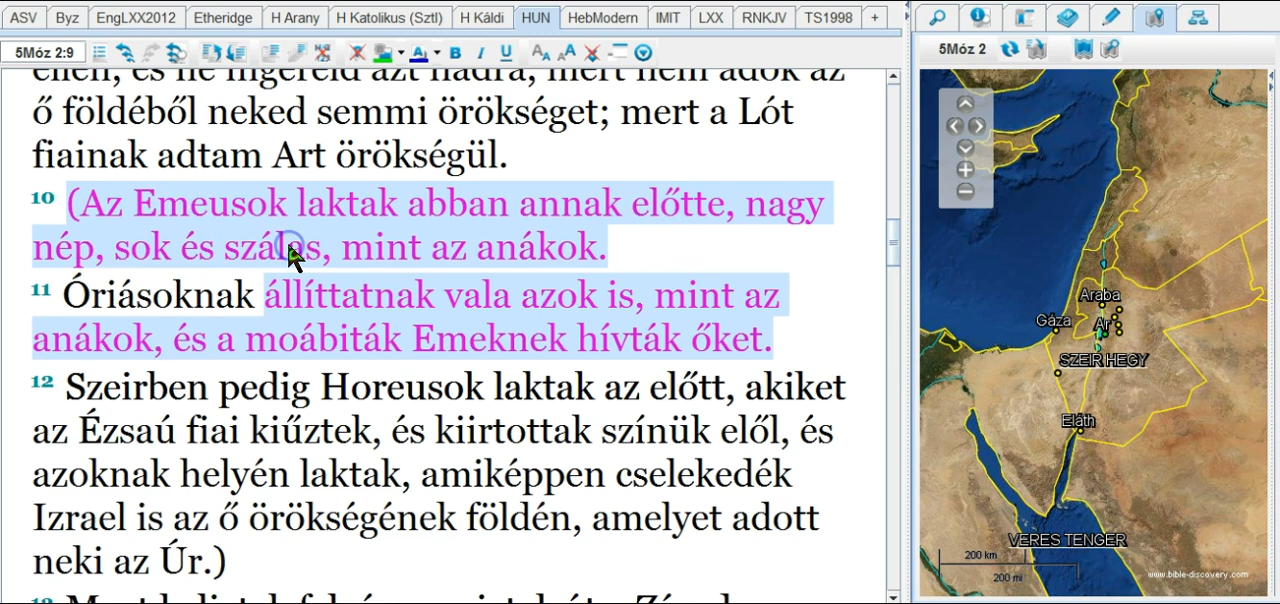 ASV Byz EngLXX2012 Etheridge H Arany H Katolikus (Sztl) H Káldi HUN HebModern IMIT LXX RNKJV TS1998 +
5Móz 2:9 B I U
ő földéből neked semmi örökséget; mert a Lót
fiainak adtam Art örökségül.
10 (Az Emeusok laktak abban annak előtte, nagy
nép, sok és szálas, mint az anákok.
11 Óriásoknak állíttatnak vala azok is, mint az
anákok, és a moábiták Emeknek hívták őket.
12 Szeirben pedig Horeusok laktak az előtt, akiket
az Ézsaú fiai kiűztek, és kiirtottak színük elől, és
azoknak helyén laktak, amiképpen cselekedék
Izrael is az ő örökségének földén, amelyet adott
neki az Úr.)
5Móz 2
Araba
Gáza
Ar
SZEIR HEGY
Eláth
VERES TENGER
200 km
200 mi
www.bible-discovery.com